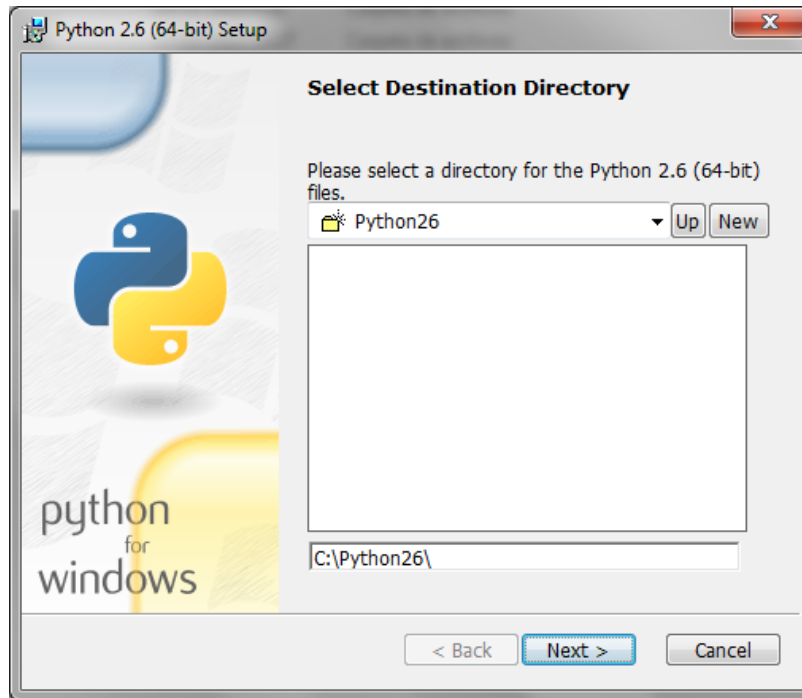 Python 2.6 (64-bit) Setup
Select Destination Directory
Please select a directory for the Python 2.6 (64-bit)
files.
Python26
Up
New
C:\Python26\
python
for
windows
< Back
Next >
Cancel